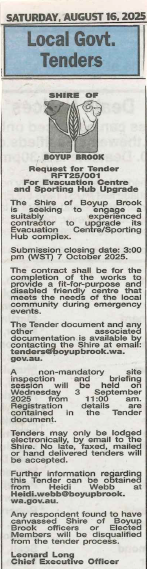 SATURDAY, AUGUST 16, 2025
Local Govt.
Tenders
SHIRE OF
BOYUP BROOK
Request for Tender
RFT25/001
For Evacuation Centre
and Sporting Hub Upgrade
The Shire of Boyup Brook
is seeking to engage a
suitably experienced
contractor to upgrade its
Evacuation Centre/Sporting
Hub complex.
Submission closing date: 3:00
pm (WST) 7 October 2025.
The contract shall be for the
completion of the works to
provide a fit-for-purpose and
disabled friendly centre that
meets the needs of the local
community during emergency
events.
The Tender document and any
other associated
documentation is available by
contacting the Shire at email:
tenders@boyupbrook.wa.
gov.au.
A non-mandatory site
inspection and briefing
session will be held on
Wednesday 3 September
2025 from 11:00 am.
Registration details are
contained in the Tender
document.
Tenders may only be lodged
electronically, by email to the
Shire. No late, faxed, mailed
or hand delivered tenders will
be accepted.
Further information regarding
this Tender can be obtained
from Heidi Webb at
Heidi.webb@boyupbrook.
wa.gov.au.
Any respondent found to have
canvassed Shire of Boyup
Brook officers or Elected
Members will be disqualified
from the tender process.
Leonard Long
Chief Executive Officer